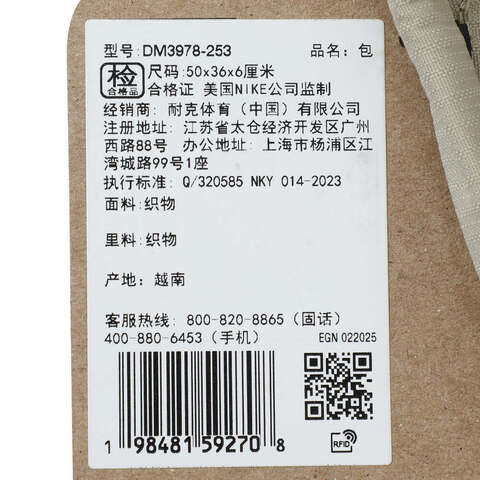 型号: DM3978-253 品名: 包
检 合格品 尺码: 50x36x6厘米
合格证 美国NIKE公司监制
经销商: 耐克体育（中国）有限公司
注册地址: 江苏省太仓经济开发区广州
西路88号 办公地址: 上海市杨浦区江
湾城路99号1座
执行标准: Q/320585 NKY 014-2023
面料: 织物
里料: 织物
产地: 越南
客服热线: 800-820-8865（固话）
400-880-6453（手机） EGN 022025
1 98481 59270 8
RFID